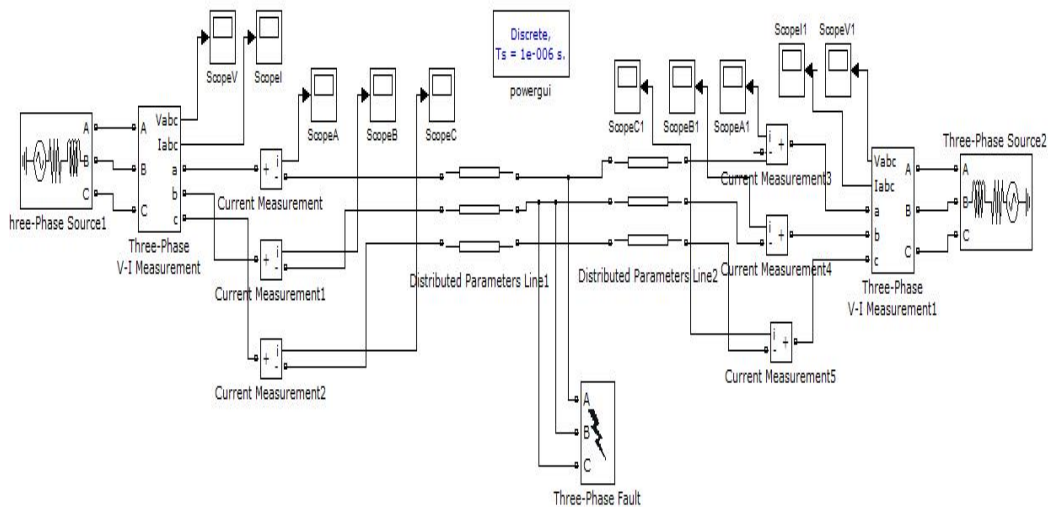 Discrete,
Ts = 1e-006 s.
powergui
ScopeV
ScopeI
ScopeA
ScopeB
ScopeC
ScopeC1
ScopeB1
ScopeA1
ScopeI1
ScopeV1
A
B
C
hree-Phase Source1
A
B
C
Vabc
Iabc
a
b
c
Three-Phase
V-I Measurement
+
i
-
Current Measurement
+
i
-
Current Measurement1
+
i
-
Current Measurement2
Distributed Parameters Line1
Distributed Parameters Line2
i
-
+
Current Measurement3
i
-
+
Current Measurement4
i
-
+
Current Measurement5
Vabc
Iabc
a
b
c
A
B
C
Three-Phase
V-I Measurement1
Three-Phase Source2
A
B
C
A
B
C
Three-Phase Fault